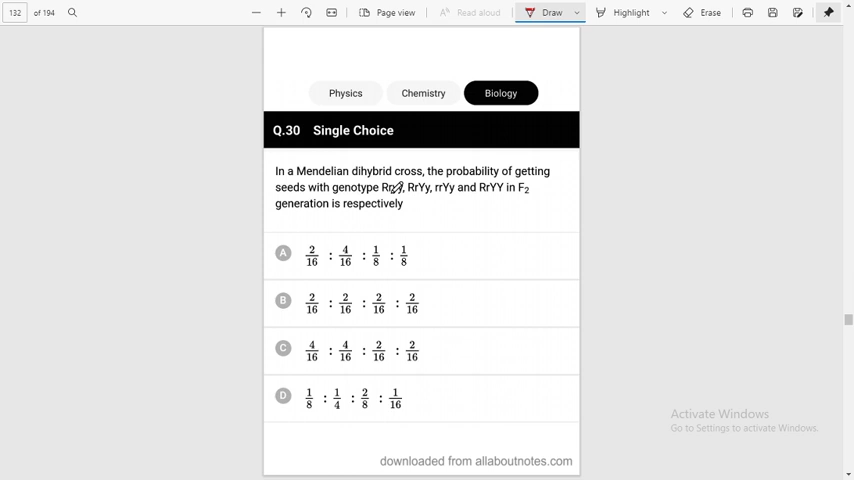 132 of 194 Page view Read aloud Draw Highlight Erase
Physics Chemistry Biology
Q.30 Single Choice
In a Mendelian dihybrid cross, the probability of getting
seeds with genotype RrYy, rrYy and RrYY in F2
generation is respectively
A 2/16 : 4/16 : 1/8 : 1/8
B 2/16 : 2/16 : 2/16 : 2/16
C 4/16 : 4/16 : 2/16 : 2/16
D 1/8 : 1/4 : 2/8 : 1/16
Activate Windows
Go to Settings to activate Windows.
downloaded from allaboutnotes.com